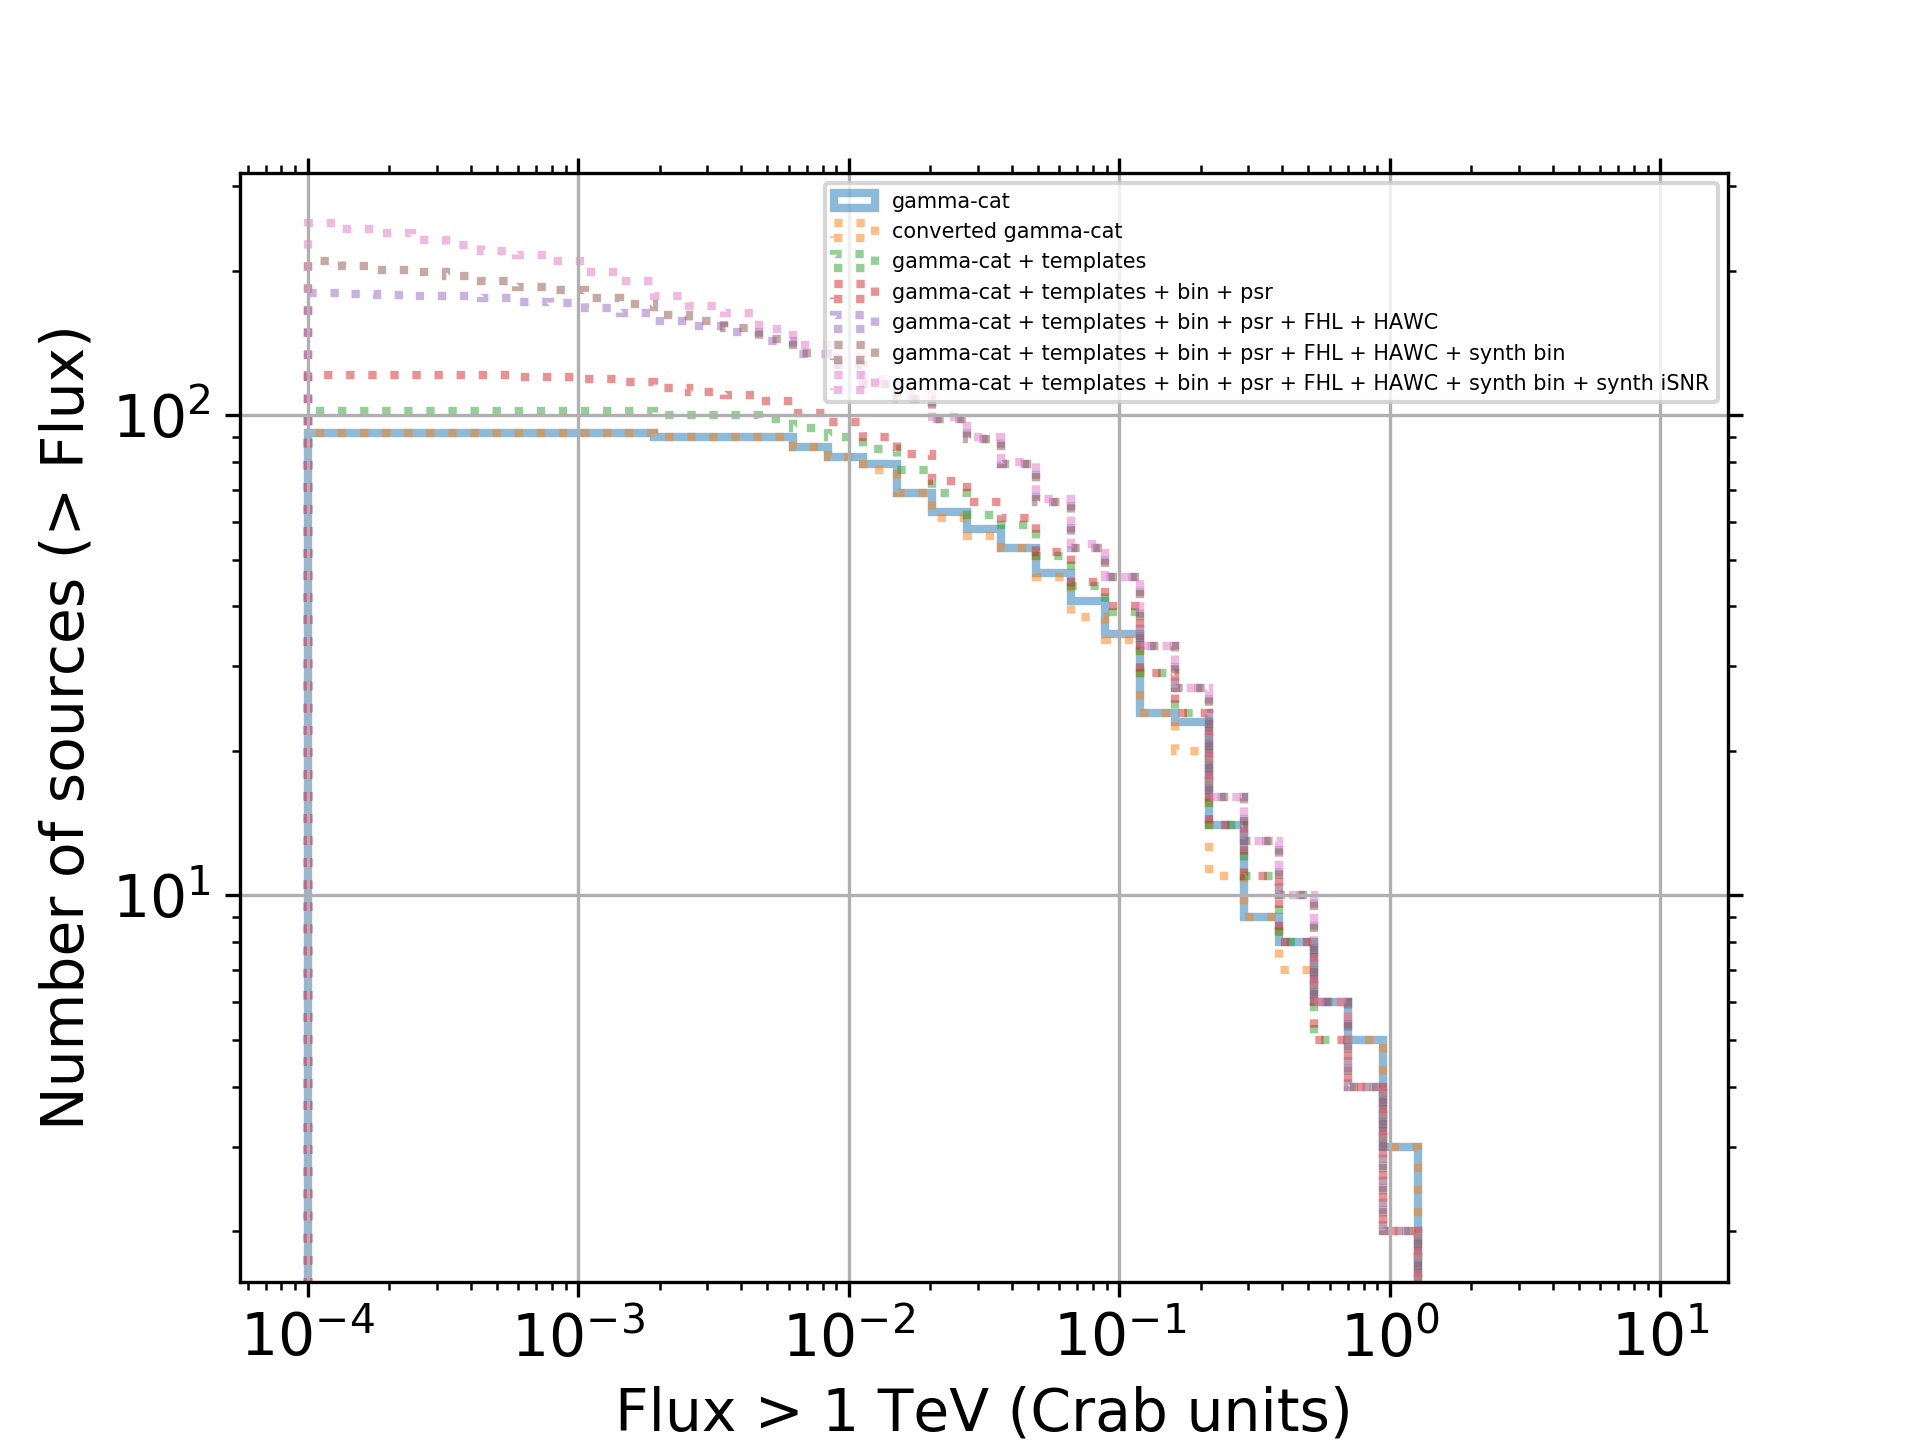 gamma-cat
converted gamma-cat
gamma-cat + templates
gamma-cat + templates + bin + psr
gamma-cat + templates + bin + psr + FHL + HAWC
gamma-cat + templates + bin + psr + FHL + HAWC + synth bin
gamma-cat + templates + bin + psr + FHL + HAWC + synth bin + synth iSNR
Number of sources (> Flux)
10²
10¹
10⁻⁴ 10⁻³ 10⁻² 10⁻¹ 10⁰ 10¹
Flux > 1 TeV (Crab units)